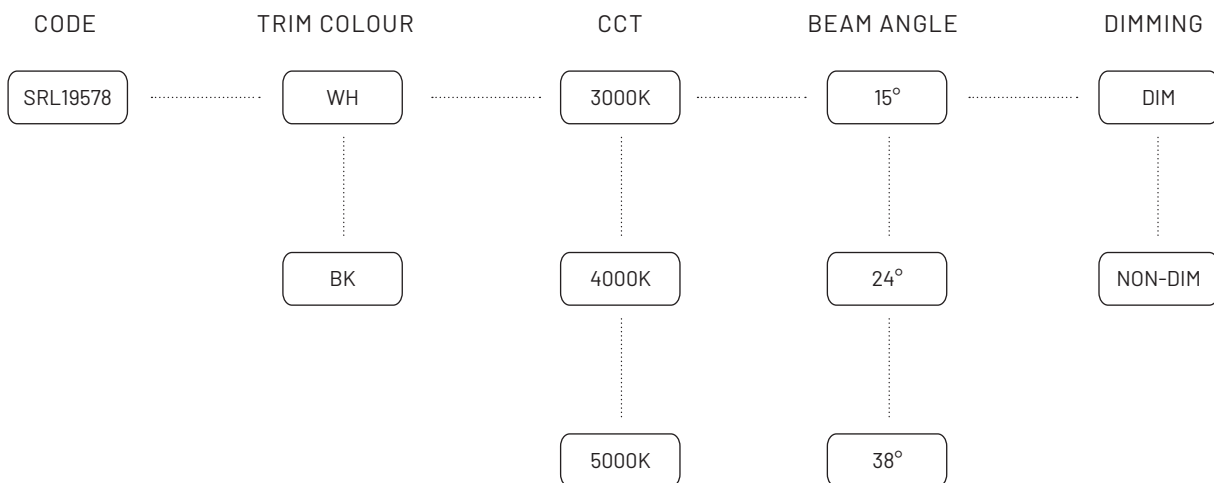 CODE TRIM COLOUR CCT BEAM ANGLE DIMMING
SRL19578 WH 3000K 15° DIM
BK 4000K 24° NON-DIM
5000K 38°